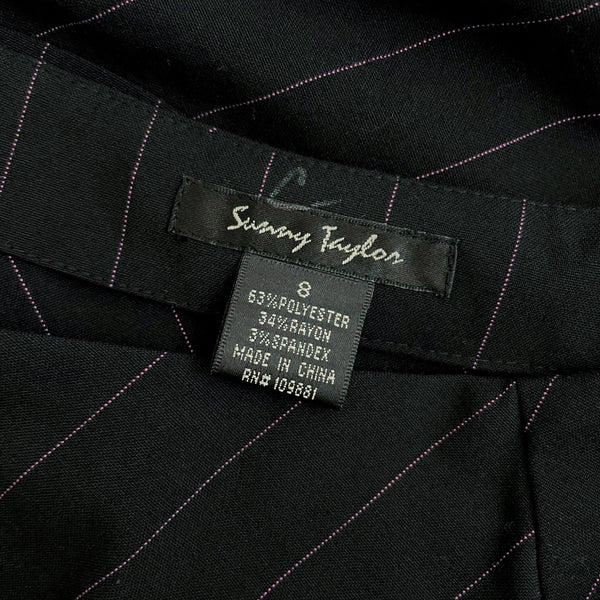 Sunny Taylor
8
63%POLYESTER
34%RAYON
3%SPANDEX
MADE IN CHINA
RN#109881